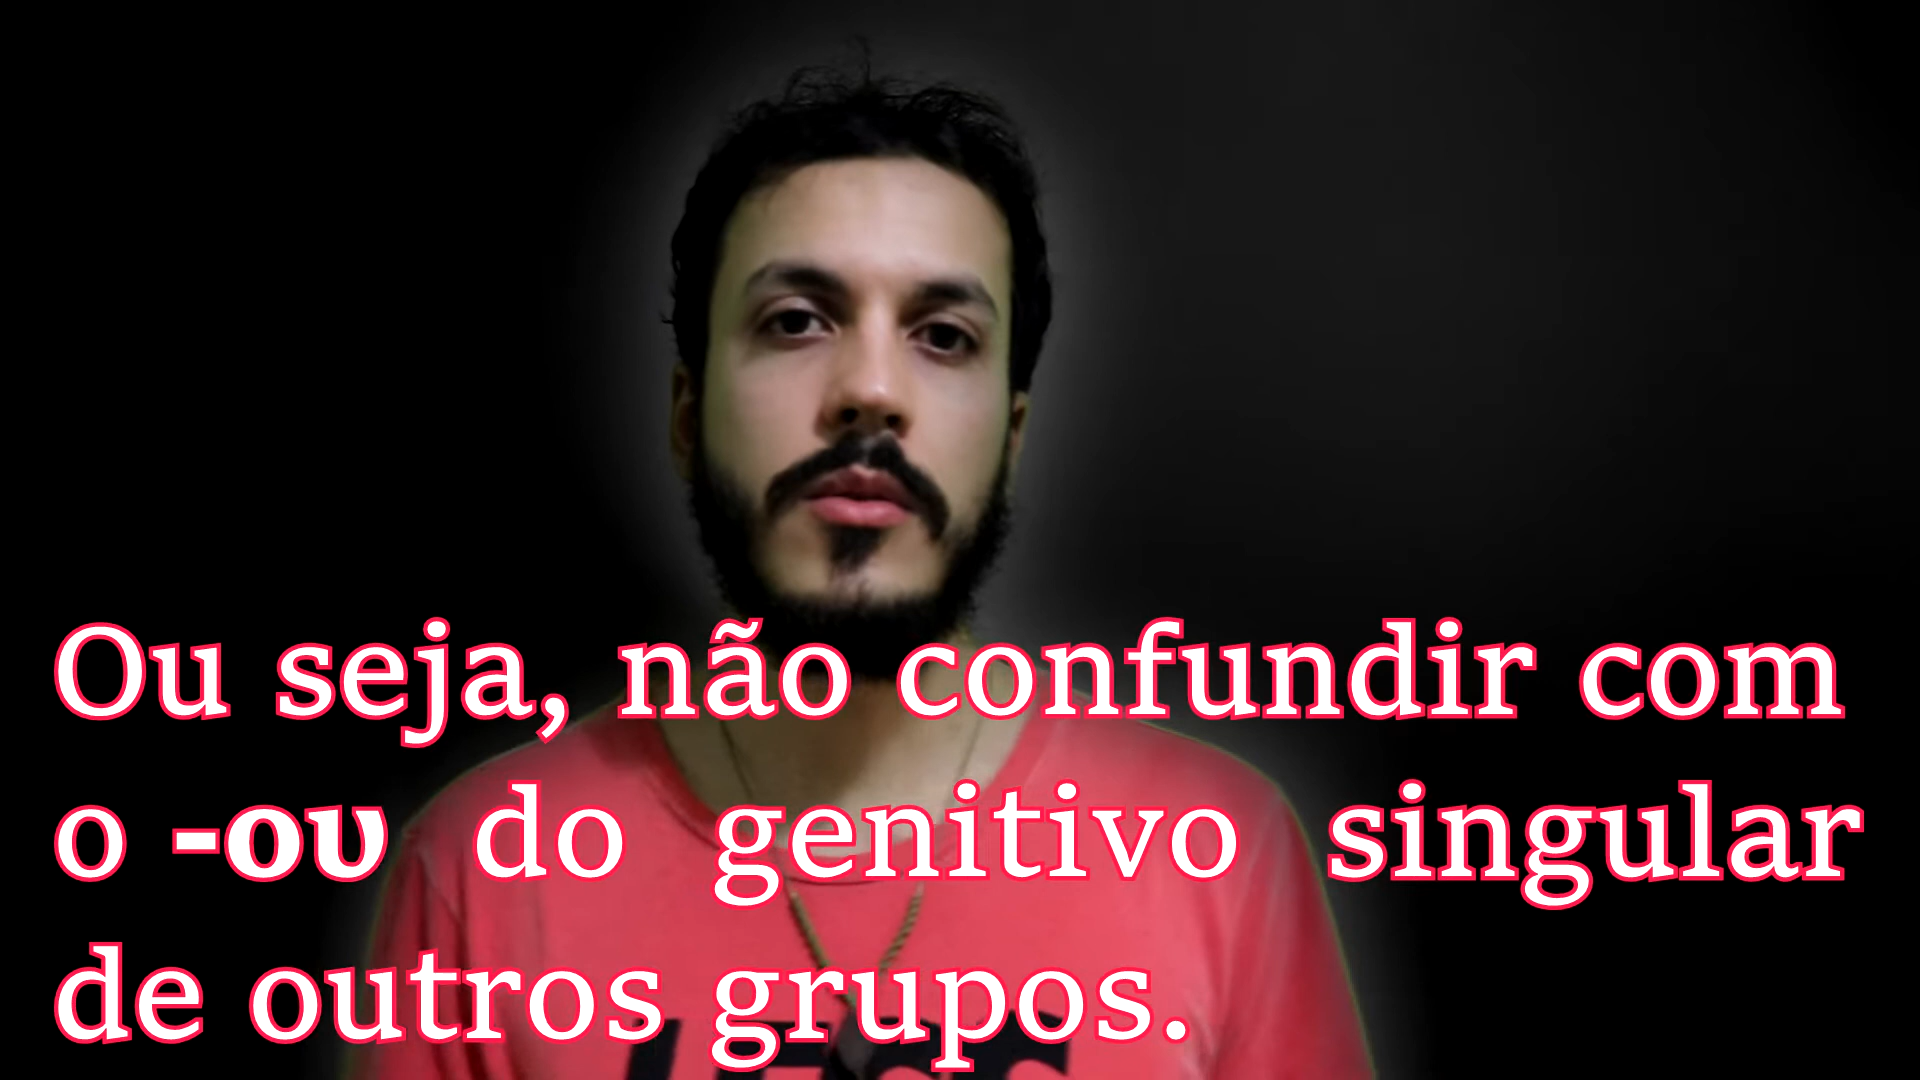 Ou seja, não confundir com
o -ου do genitivo singular
de outros grupos.